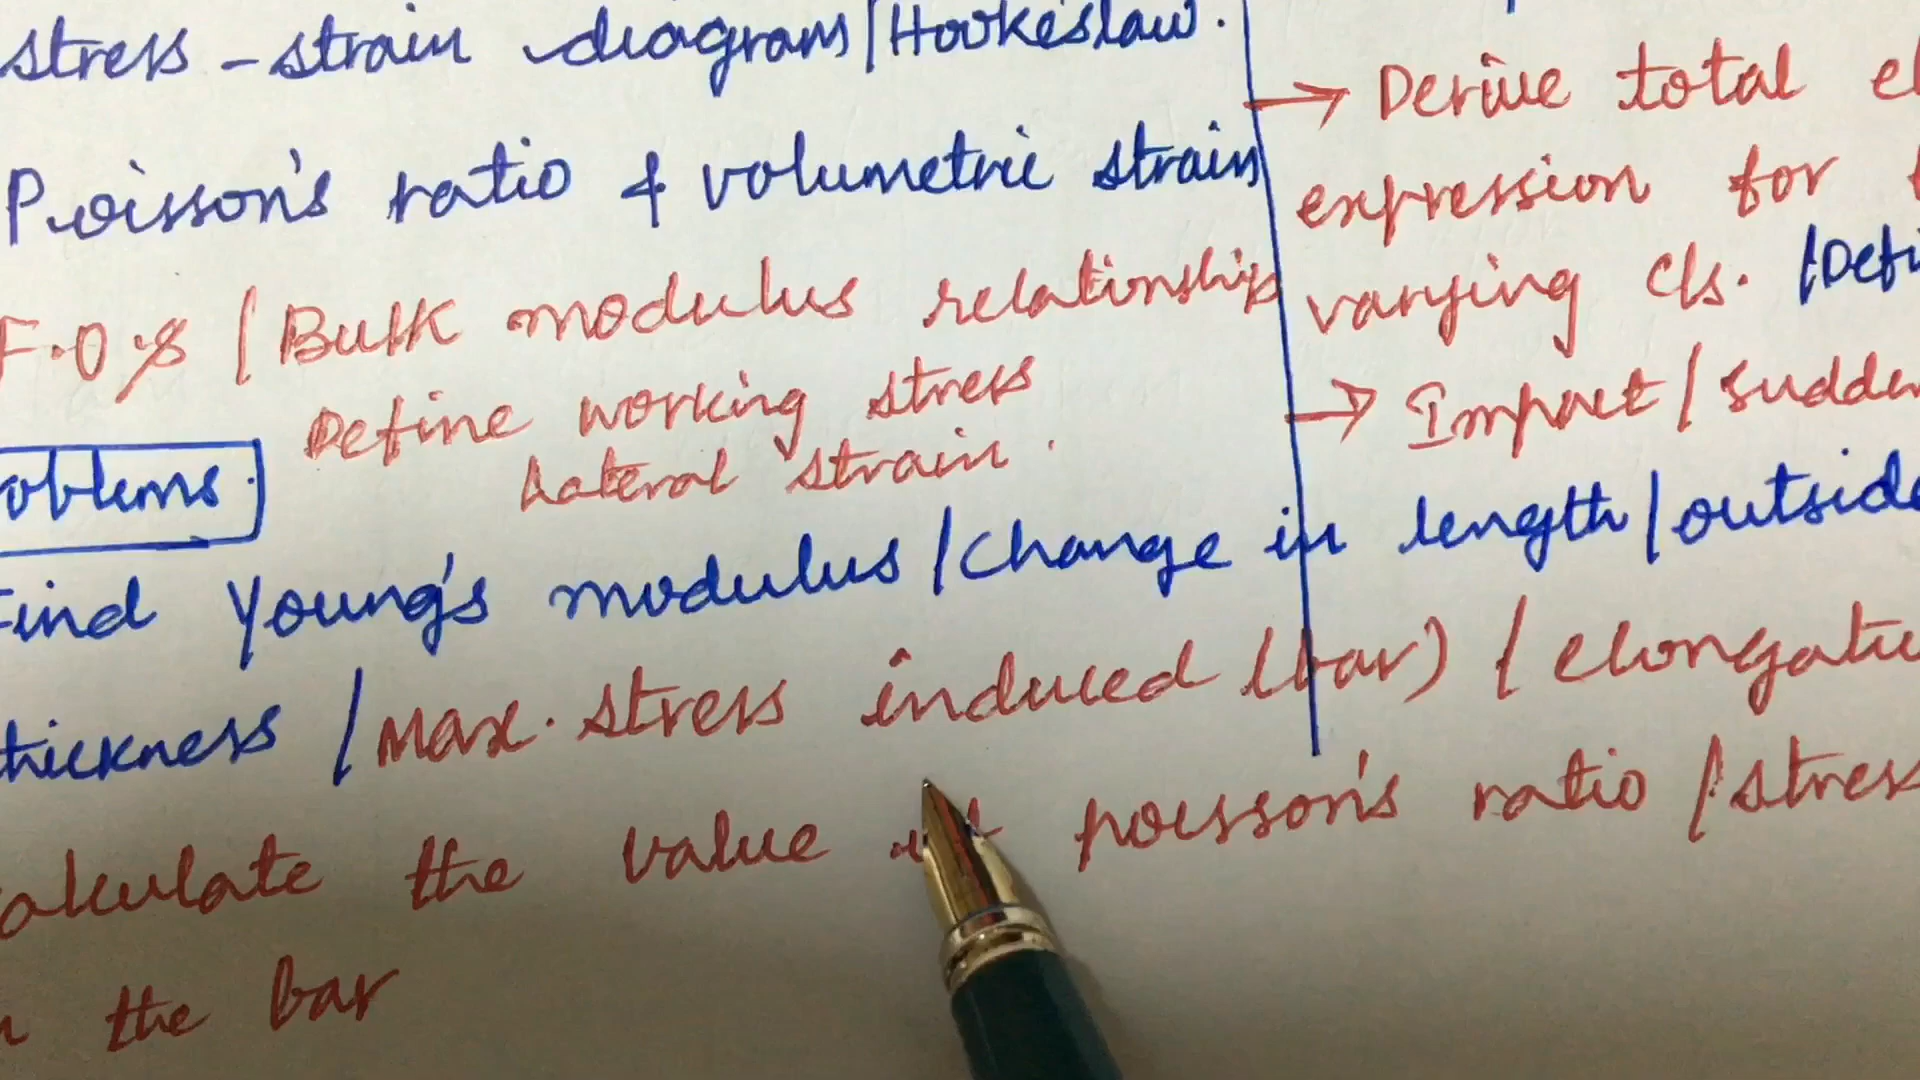 stress - strain diagram / Hooke's law.
Poisson's ratio & volumetric strain
F.O.S / Bulk modulus relationship
Define working stress
Lateral strain.
oblems.
Find Young's modulus / Change in length / outside
thickness / Max. stress induced (bar) / elongatio
alculate the value of poisson's ratio / stress
the bar
→ Derive total el
expression for
varying c/s. / Defi
→ Impact / sudden